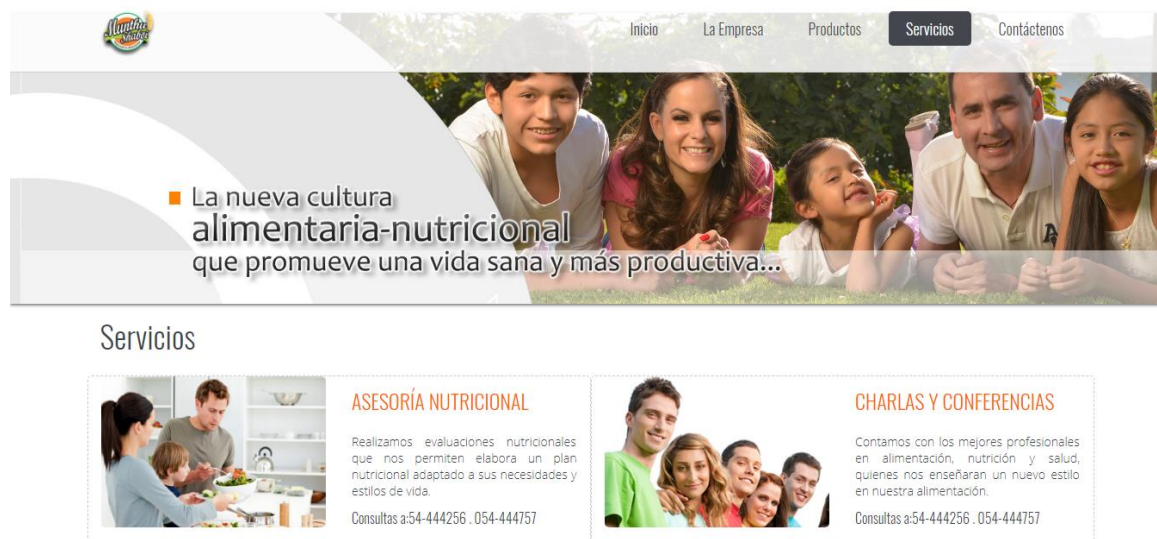 Muntha
Inicio La Empresa Productos Servicios Contáctenos
La nueva cultura
alimentaria-nutricional
que promueve una vida sana y más productiva...
Servicios
ASESORÍA NUTRICIONAL
Realizamos evaluaciones nutricionales
que nos permiten elabora un plan
nutricional adaptado a sus necesidades y
estilos de vida.
Consultas a:54-444256 . 054-444757
CHARLAS Y CONFERENCIAS
Contamos con los mejores profesionales
en alimentación, nutrición y salud,
quienes nos enseñaran un nuevo estilo
en nuestra alimentación.
Consultas a:54-444256 . 054-444757